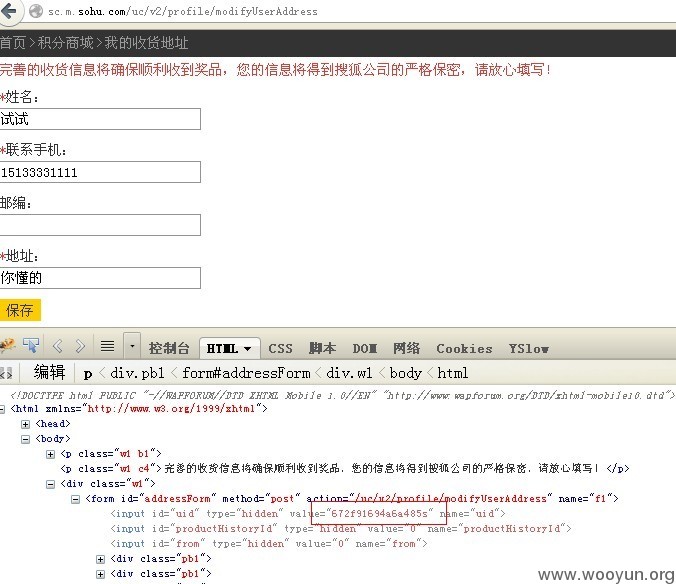 sc.m.sohu.com/uc/v2/profile/modifyUserAddress
首页>积分商城>我的收货地址
完善的收货信息将确保顺利收到奖品，您的信息将得到搜狐公司的严格保密，请放心填写!
*姓名:
试试
*联系手机:
15133331111
邮编:
*地址:
你懂的
保存
控制台 HTML CSS 脚本 DOM 网络 Cookies YSlow
编辑 p < div.pb1 < form#addressForm < div.w1 < body < html
<!DOCTYPE html PUBLIC "-//WAPFORUM//DTD XHTML Mobile 1.0//EN" "http://www.wapforum.org/DTD/xhtml-mobile10.dtd">
<html xmlns="http://www.w3.org/1999/xhtml">
<head>
<body>
<p class="w1 b1">
<p class="w1 c4">完善的收货信息将确保顺利收到奖品，您的信息将得到搜狐公司的严格保密，请放心填写! </p>
<div class="w1">
<form id="addressForm" method="post" action="/uc/v2/profile/modifyUserAddress" name="f1">
<input id="uid" type="hidden" value="672f91694a6a485s" name="uid">
<input id="productHistoryId" type="hidden" value="0" name="productHistoryId">
<input id="from" type="hidden" value="0" name="from">
<div class="pb1">
<div class="pb1">
www.wooyun.org